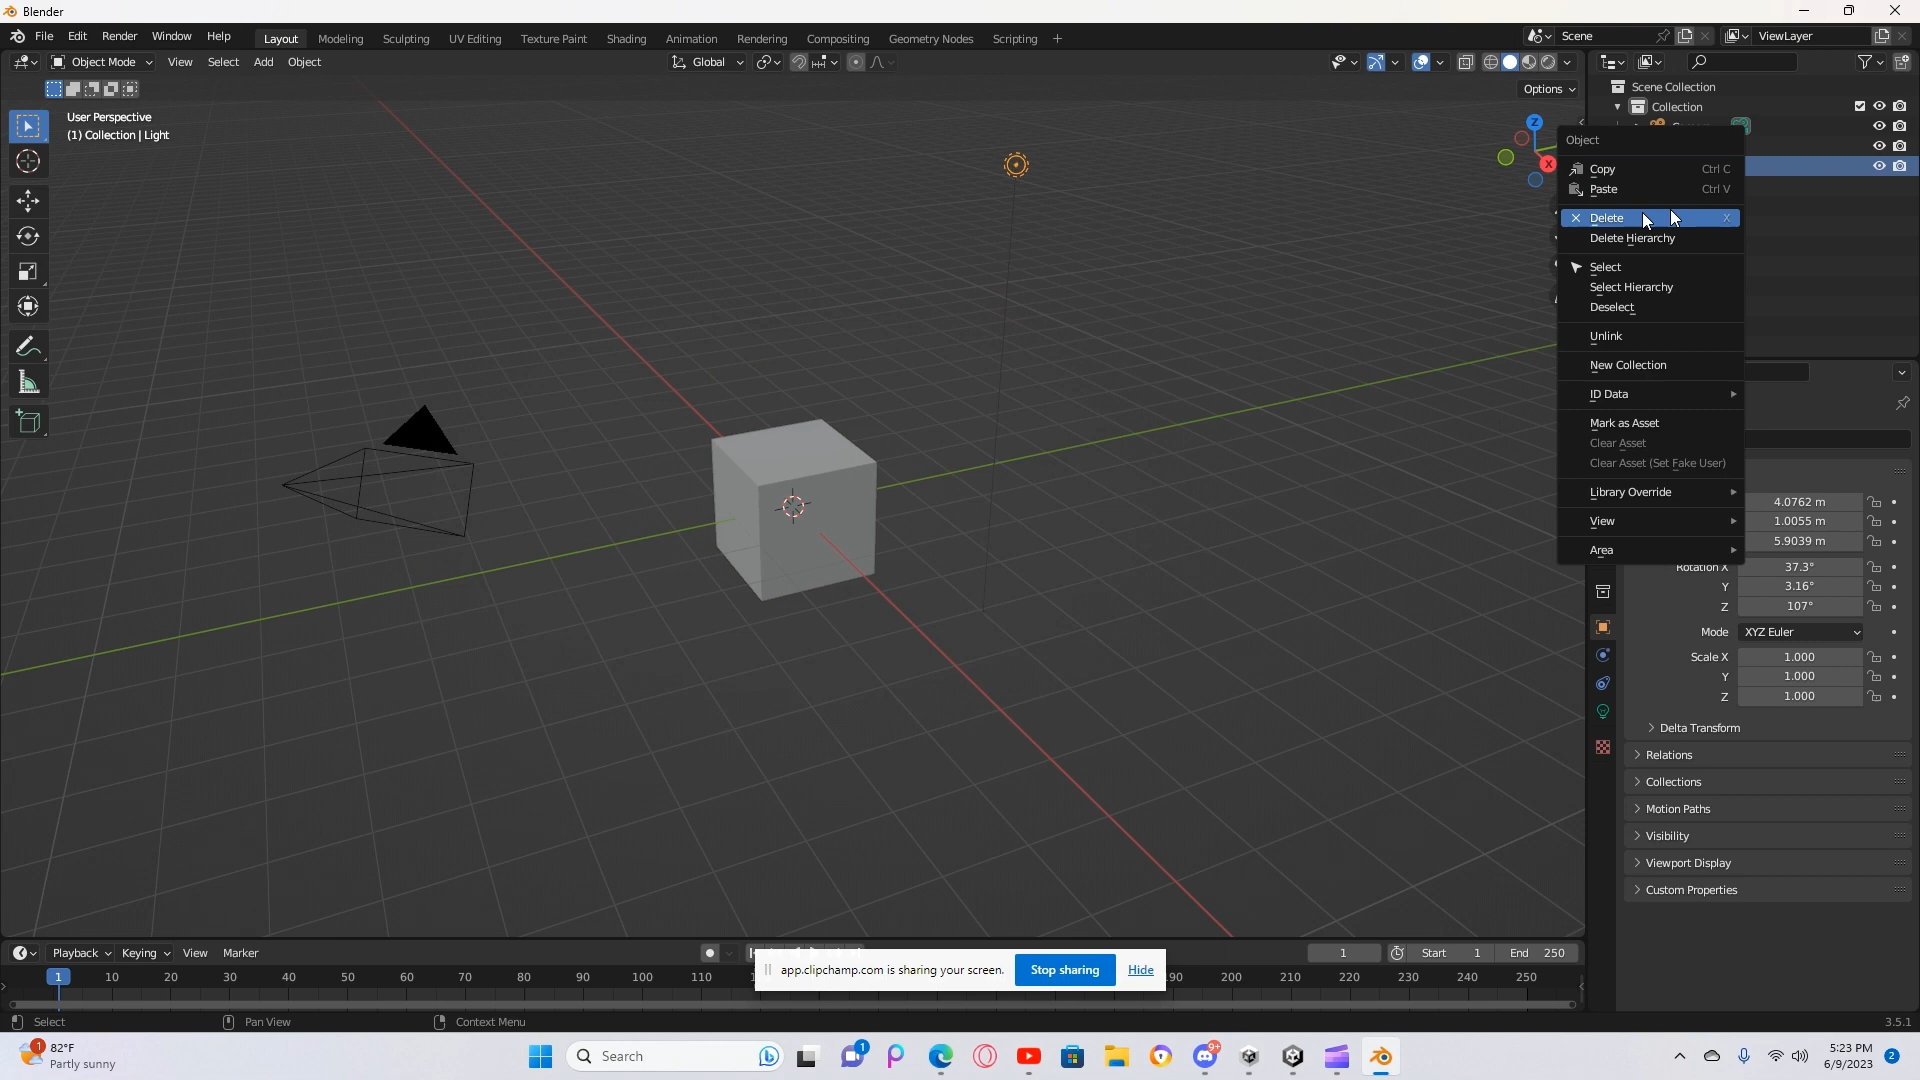 Blender
File Edit Render Window Help Layout Modeling Sculpting UV Editing Texture Paint Shading Animation Rendering Compositing Geometry Nodes Scripting + Scene ViewLayer
Object Mode View Select Add Object Global
Options
User Perspective
(1) Collection | Light
Z
X
Scene Collection
Collection
Object
Copy Ctrl C
Paste Ctrl V
Delete X
Delete Hierarchy
Select
Select Hierarchy
Deselect
Unlink
New Collection
ID Data
Mark as Asset
Clear Asset
Clear Asset (Set Fake User)
Library Override
View
Area
4.0762 m
1.0055 m
5.9039 m
Rotation X 37.3°
Y 3.16°
Z 107°
Mode XYZ Euler
Scale X 1.000
Y 1.000
Z 1.000
Delta Transform
Relations
Collections
Motion Paths
Visibility
Viewport Display
Custom Properties
Playback Keying View Marker 1 Start 1 End 250
1 10 20 30 40 50 60 70 80 90 100 110 190 200 210 220 230 240 250
app.clipchamp.com is sharing your screen. Stop sharing Hide
Select Pan View Context Menu 3.5.1
1 82°F
Partly sunny
Search
1
9+
5:23 PM
6/9/2023
2